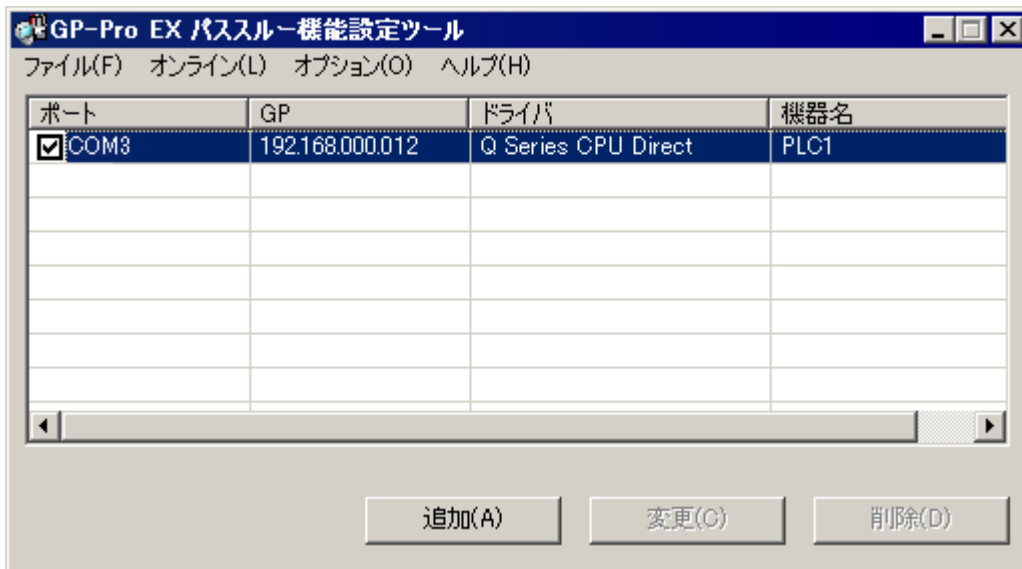 GP-Pro EX パススルー機能設定ツール
ファイル(F) オンライン(L) オプション(O) ヘルプ(H)
ポート GP ドライバ 機器名
COM3 192.168.000.012 Q Series CPU Direct PLC1
追加(A) 変更(C) 削除(D)